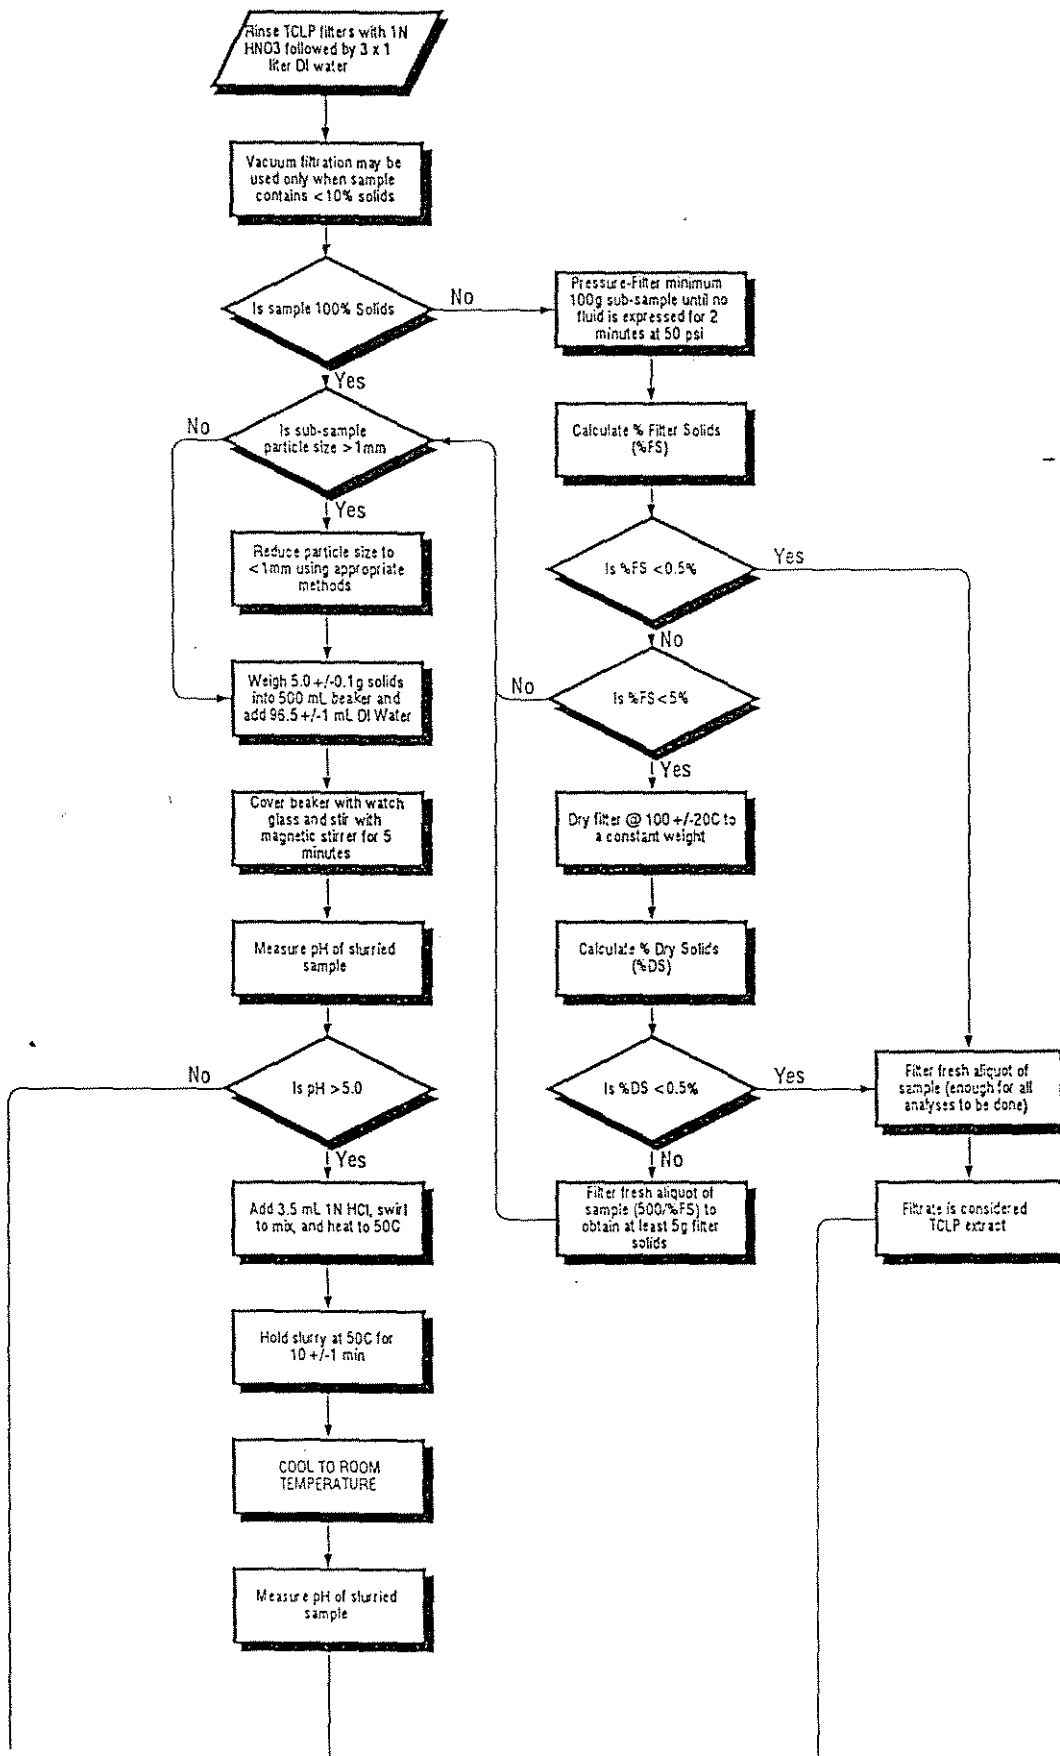 Rinse TCLP filters with 1N
HNO3 followed by 3 x 1
liter DI water
Vacuum filtration may be
used only when sample
contains <10% solids
Is sample 100% Solids
No
Yes
Pressure-Filter minimum
100g sub-sample until no
fluid is expressed for 2
minutes at 50 psi
Calculate % Filter Solids
(%FS)
Is %FS <0.5%
Yes
No
Is %FS<5%
No
Yes
Dry filter @ 100 +/-20C to
a constant weight
Calculate % Dry Solids
(%DS)
Is %DS <0.5%
Yes
No
Filter fresh aliquot of
sample (500/%FS) to
obtain at least 5g filter
solids
Filter fresh aliquot of
sample (enough for all
analyses to be done)
Filtrate is considered
TCLP extract
Is sub-sample
particle size >1mm
No
Yes
Reduce particle size to
<1mm using appropriate
methods
Weigh 5.0 +/-0.1g solids
into 500 mL beaker and
add 96.5 +/-1 mL DI Water
Cover beaker with watch
glass and stir with
magnetic stirrer for 5
minutes
Measure pH of slurried
sample
Is pH >5.0
No
Yes
Add 3.5 mL 1N HCl, swirl
to mix, and heat to 50C
Hold slurry at 50C for
10 +/-1 min
COOL TO ROOM
TEMPERATURE
Measure pH of slurried
sample